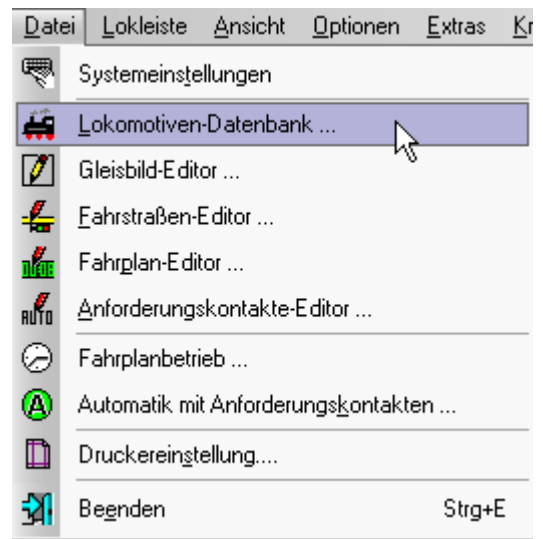 Datei Lokleiste Ansicht Optionen Extras
Systemeinstellungen
Lokomotiven-Datenbank ...
Gleisbild-Editor ...
Fahrstraßen-Editor ...
Fahrplan-Editor ...
AUTO Anforderungskontakte-Editor ...
Fahrplanbetrieb ...
A Automatik mit Anforderungskontakten ...
Druckereinstellung....
Beenden Strg+E